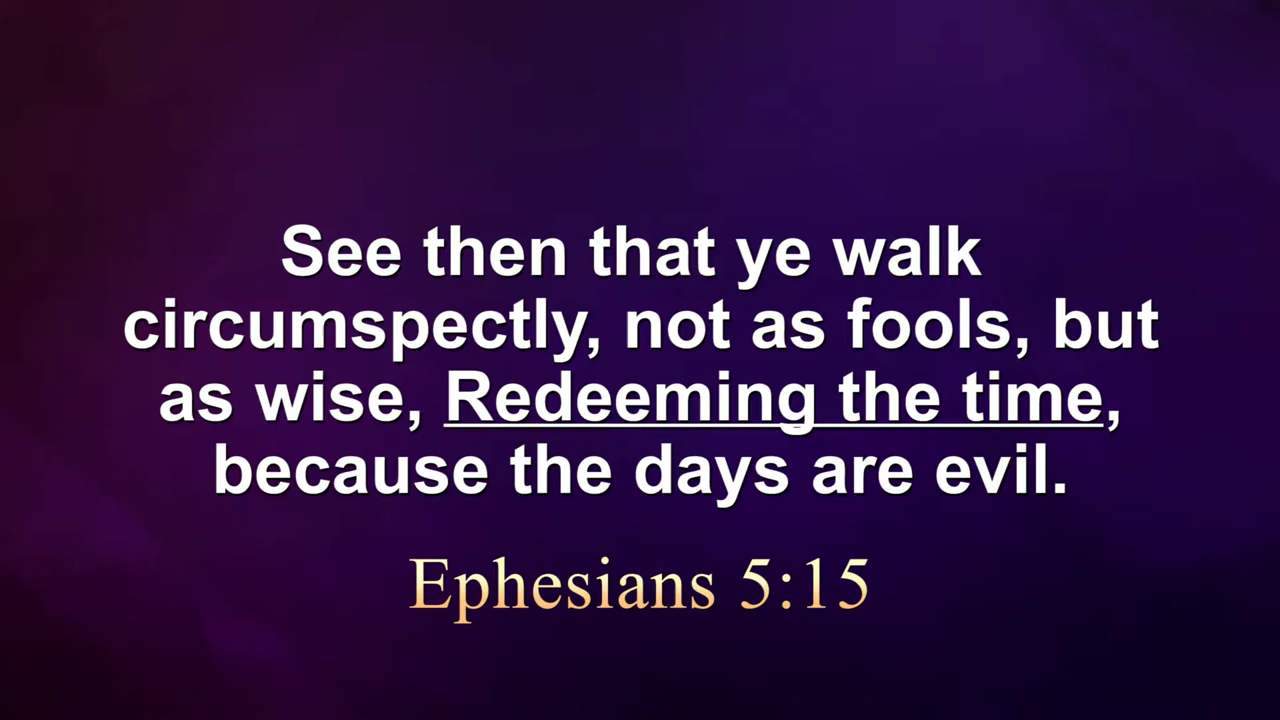 See then that ye walk
circumspectly, not as fools, but
as wise, Redeeming the time,
because the days are evil.
Ephesians 5:15